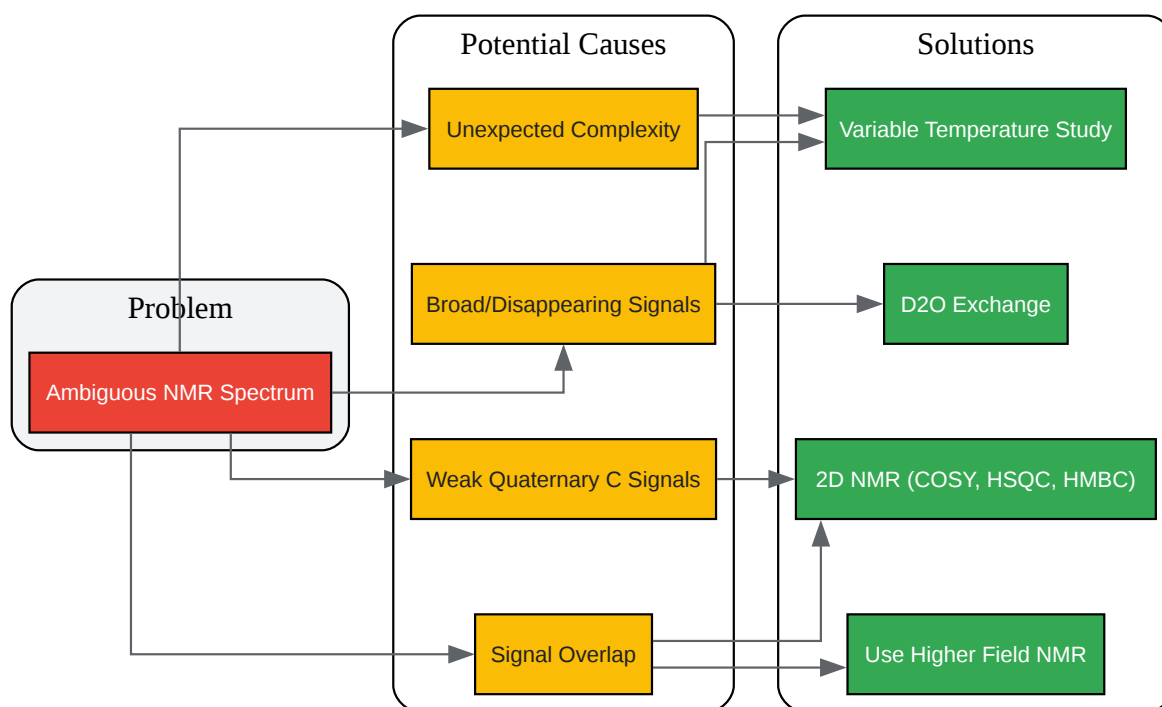 Potential Causes
Solutions
Unexpected Complexity
Variable Temperature Study
Problem
Broad/Disappearing Signals
D2O Exchange
Ambiguous NMR Spectrum
Weak Quaternary C Signals
2D NMR (COSY, HSQC, HMBC)
Signal Overlap
Use Higher Field NMR